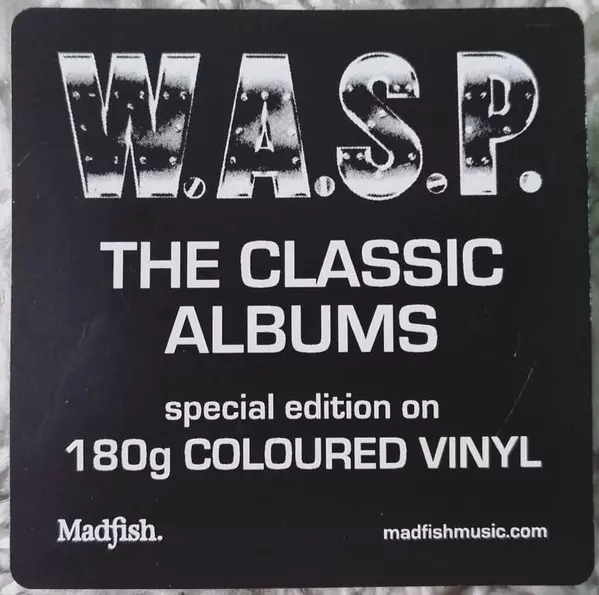 W.A.S.P.
THE CLASSIC
ALBUMS
special edition on
180g COLOURED VINYL
Madfish. madfishmusic.com